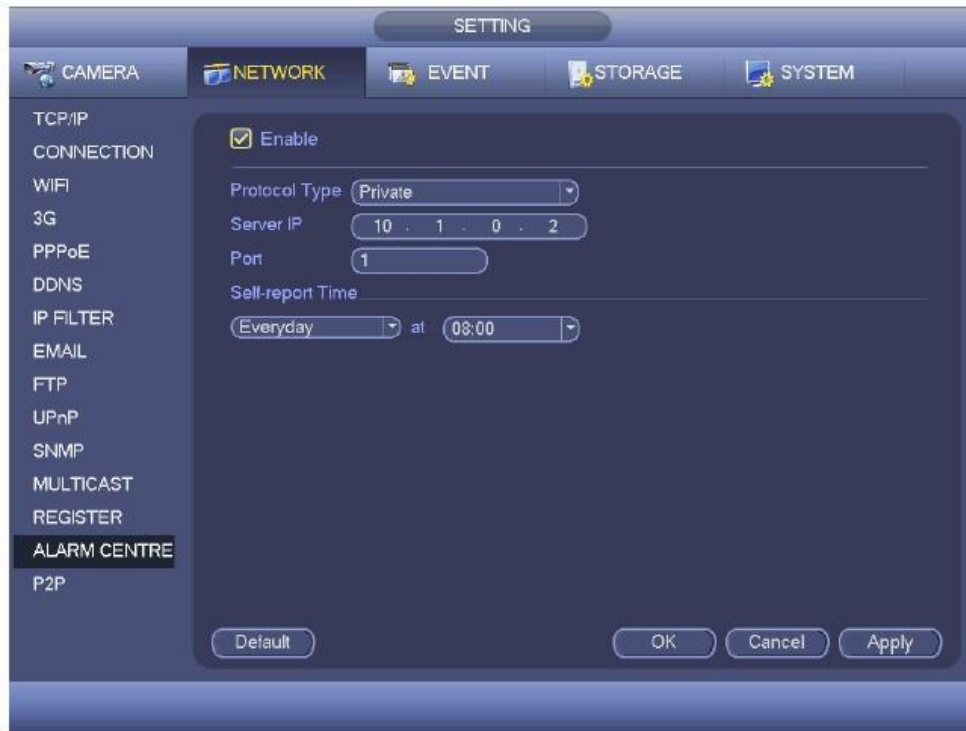 SETTING
CAMERA NETWORK EVENT STORAGE SYSTEM
TCP/IP
CONNECTION
WIFI
3G
PPPoE
DDNS
IP FILTER
EMAIL
FTP
UPnP
SNMP
MULTICAST
REGISTER
ALARM CENTRE
P2P
Enable
Protocol Type Private
Server IP 10 . 1 . 0 . 2
Port 1
Self-report Time
Everyday at 08:00
Default OK Cancel Apply